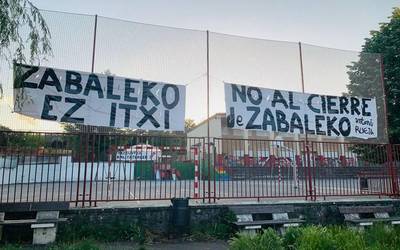 ZABALEKO
EZ ITXI
NO AL CIERRE
de ZABALEKO